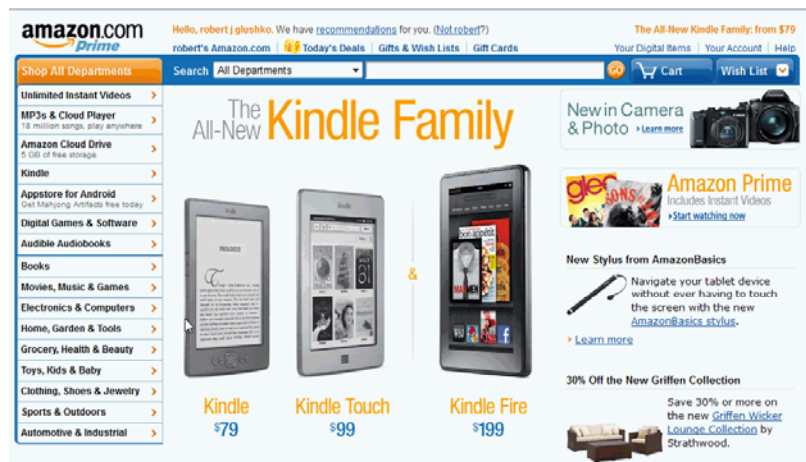 amazon.com
Prime
Hello, robert j glushko. We have recommendations for you. (Not robert?)
The All-New Kindle Family: from $79
robert's Amazon.com
Today's Deals
Gifts & Wish Lists
Gift Cards
Your Digital Items
Your Account
Help
Shop All Departments
Search
All Departments
GO
Cart
Wish List
Unlimited Instant Videos
MP3s & Cloud Player
18 million songs, play anywhere
Amazon Cloud Drive
5 GB of free storage
Kindle
Appstore for Android
Get Mahjong Artifacts free today
Digital Games & Software
Audible Audiobooks
Books
Movies, Music & Games
Electronics & Computers
Home, Garden & Tools
Grocery, Health & Beauty
Toys, Kids & Baby
Clothing, Shoes & Jewelry
Sports & Outdoors
Automotive & Industrial
The
All-New
Kindle Family
kindle
PROLOGUE
kindle
bon appétit
MAD MEN
&
Kindle
$79
Kindle Touch
$99
Kindle Fire
$199
New in Camera
& Photo
Learn more
glee
SONS
Amazon Prime
Includes Instant Videos
Start watching now
New Stylus from AmazonBasics
Navigate your tablet device
without ever having to touch
the screen with the new
AmazonBasics stylus.
Learn more
30% Off the New Griffen Collection
Save 30% or more on
the new Griffen Wicker
Lounge Collection by
Strathwood.